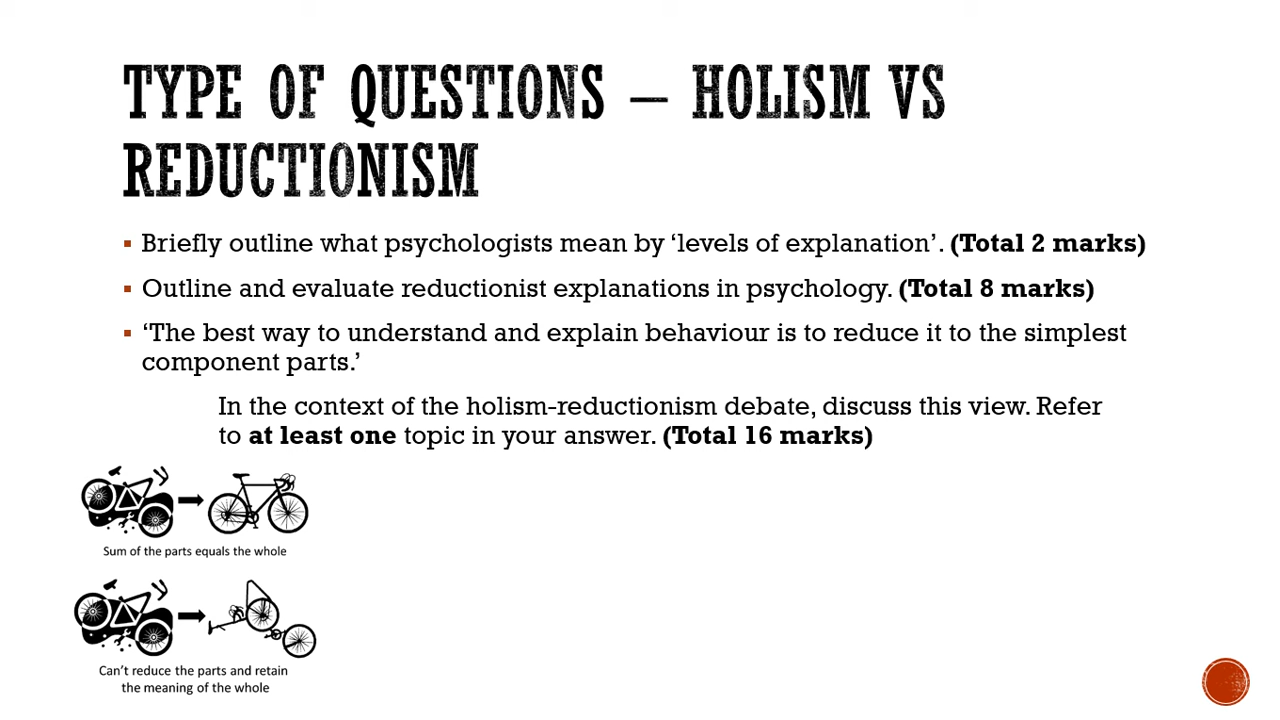 TYPE OF QUESTIONS – HOLISM VS
REDUCTIONISM
▪ Briefly outline what psychologists mean by ‘levels of explanation’. (Total 2 marks)
▪ Outline and evaluate reductionist explanations in psychology. (Total 8 marks)
▪ ‘The best way to understand and explain behaviour is to reduce it to the simplest
component parts.’
In the context of the holism-reductionism debate, discuss this view. Refer
to at least one topic in your answer. (Total 16 marks)
Sum of the parts equals the whole
Can’t reduce the parts and retain
the meaning of the whole